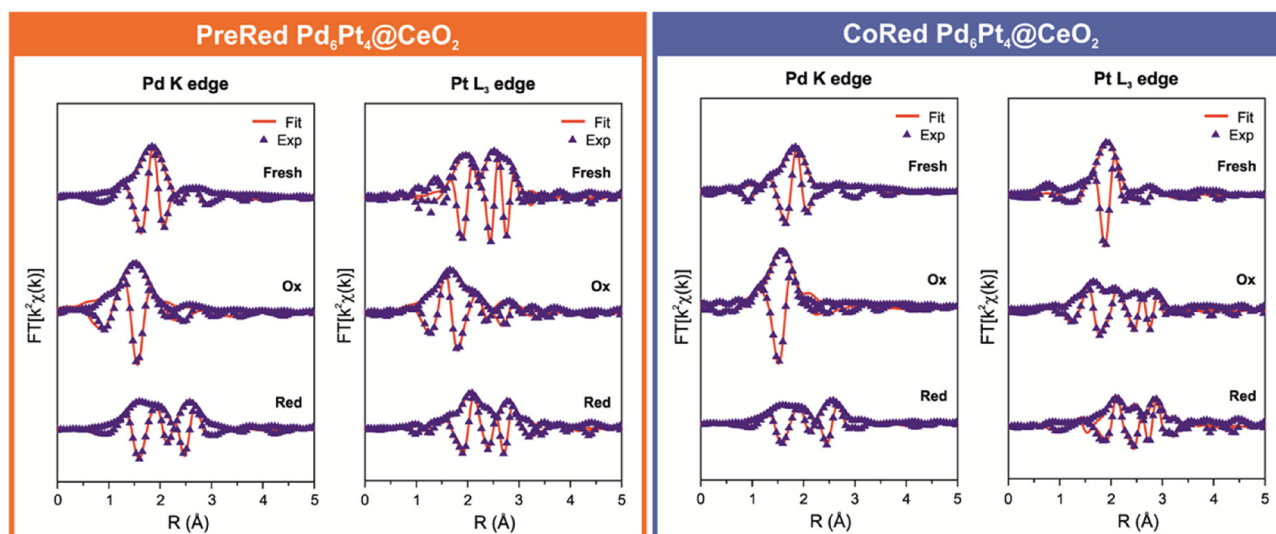 PreRed Pd₆Pt₄@CeO₂
Pd K edge
Pt L₃ edge
FT[k²χ(k)]
Fit
Exp
Fresh
Ox
Red
0 1 2 3 4 5
R (Å)
Fit
Exp
Fresh
Ox
Red
0 1 2 3 4 5
R (Å)
CoRed Pd₆Pt₄@CeO₂
Pd K edge
Pt L₃ edge
FT[k²χ(k)]
Fit
Exp
Fresh
Ox
Red
0 1 2 3 4 5
R (Å)
FT[k²χ(k)]
Fit
Exp
Fresh
Ox
Red
0 1 2 3 4 5
R (Å)